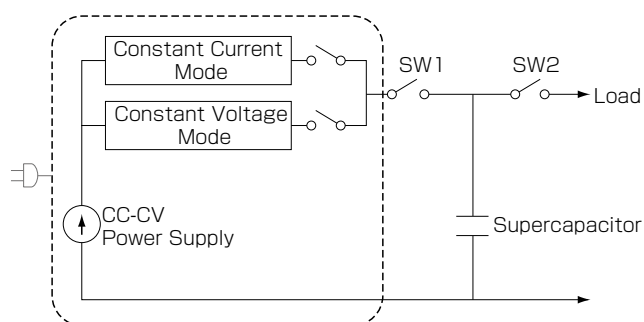 Constant Current
Mode
SW1
SW2
Constant Voltage
Mode
Load
CC-CV
Power Supply
Supercapacitor